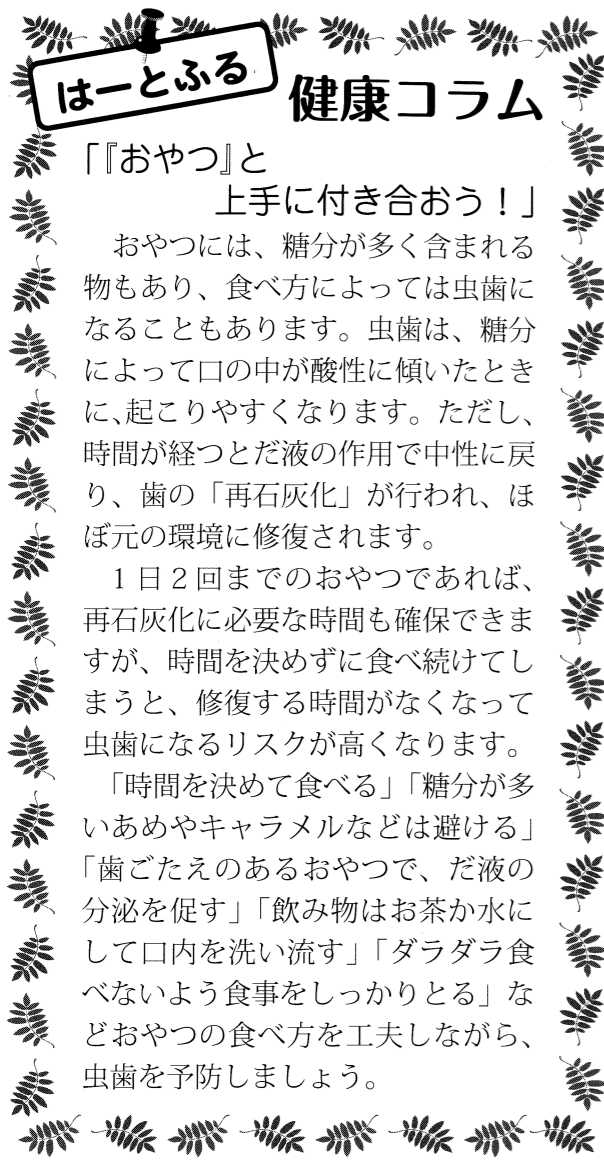 はーとふる
健康コラム
「『おやつ』と
上手に付き合おう！」
おやつには、糖分が多く含まれる
物もあり、食べ方によっては虫歯に
なることもあります。虫歯は、糖分
によって口の中が酸性に傾いたとき
に、起こりやすくなります。ただし、
時間が経つとだ液の作用で中性に戻
り、歯の「再石灰化」が行われ、ほ
ぼ元の環境に修復されます。
１日２回までのおやつであれば、
再石灰化に必要な時間も確保できま
すが、時間を決めずに食べ続けてし
まうと、修復する時間がなくなって
虫歯になるリスクが高くなります。
「時間を決めて食べる」「糖分が多
いあめやキャラメルなどは避ける」
「歯ごたえのあるおやつで、だ液の
分泌を促す」「飲み物はお茶か水に
して口内を洗い流す」「ダラダラ食
べないよう食事をしっかりとる」な
どおやつの食べ方を工夫しながら、
虫歯を予防しましょう。